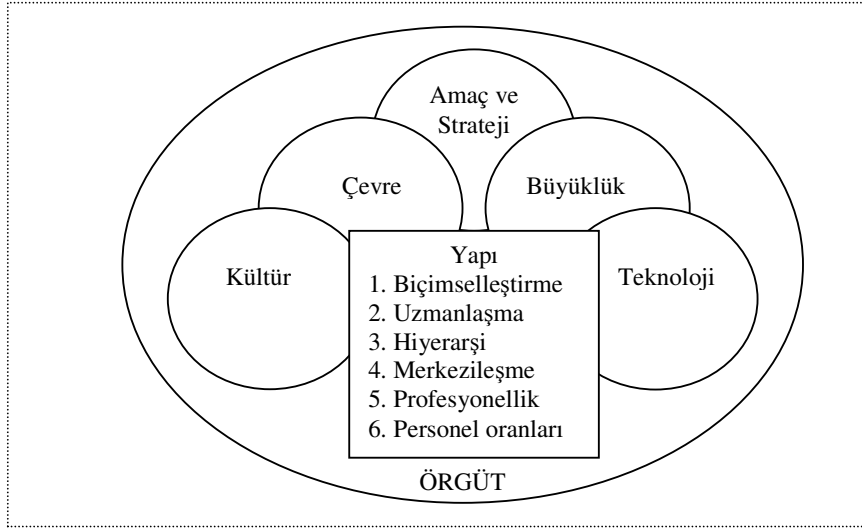 Amaç ve
Strateji
Çevre
Büyüklük
Kültür
Teknoloji
Yapı
1. Biçimselleştirme
2. Uzmanlaşma
3. Hiyerarşi
4. Merkezileşme
5. Profesyonellik
6. Personel oranları
ÖRGÜT